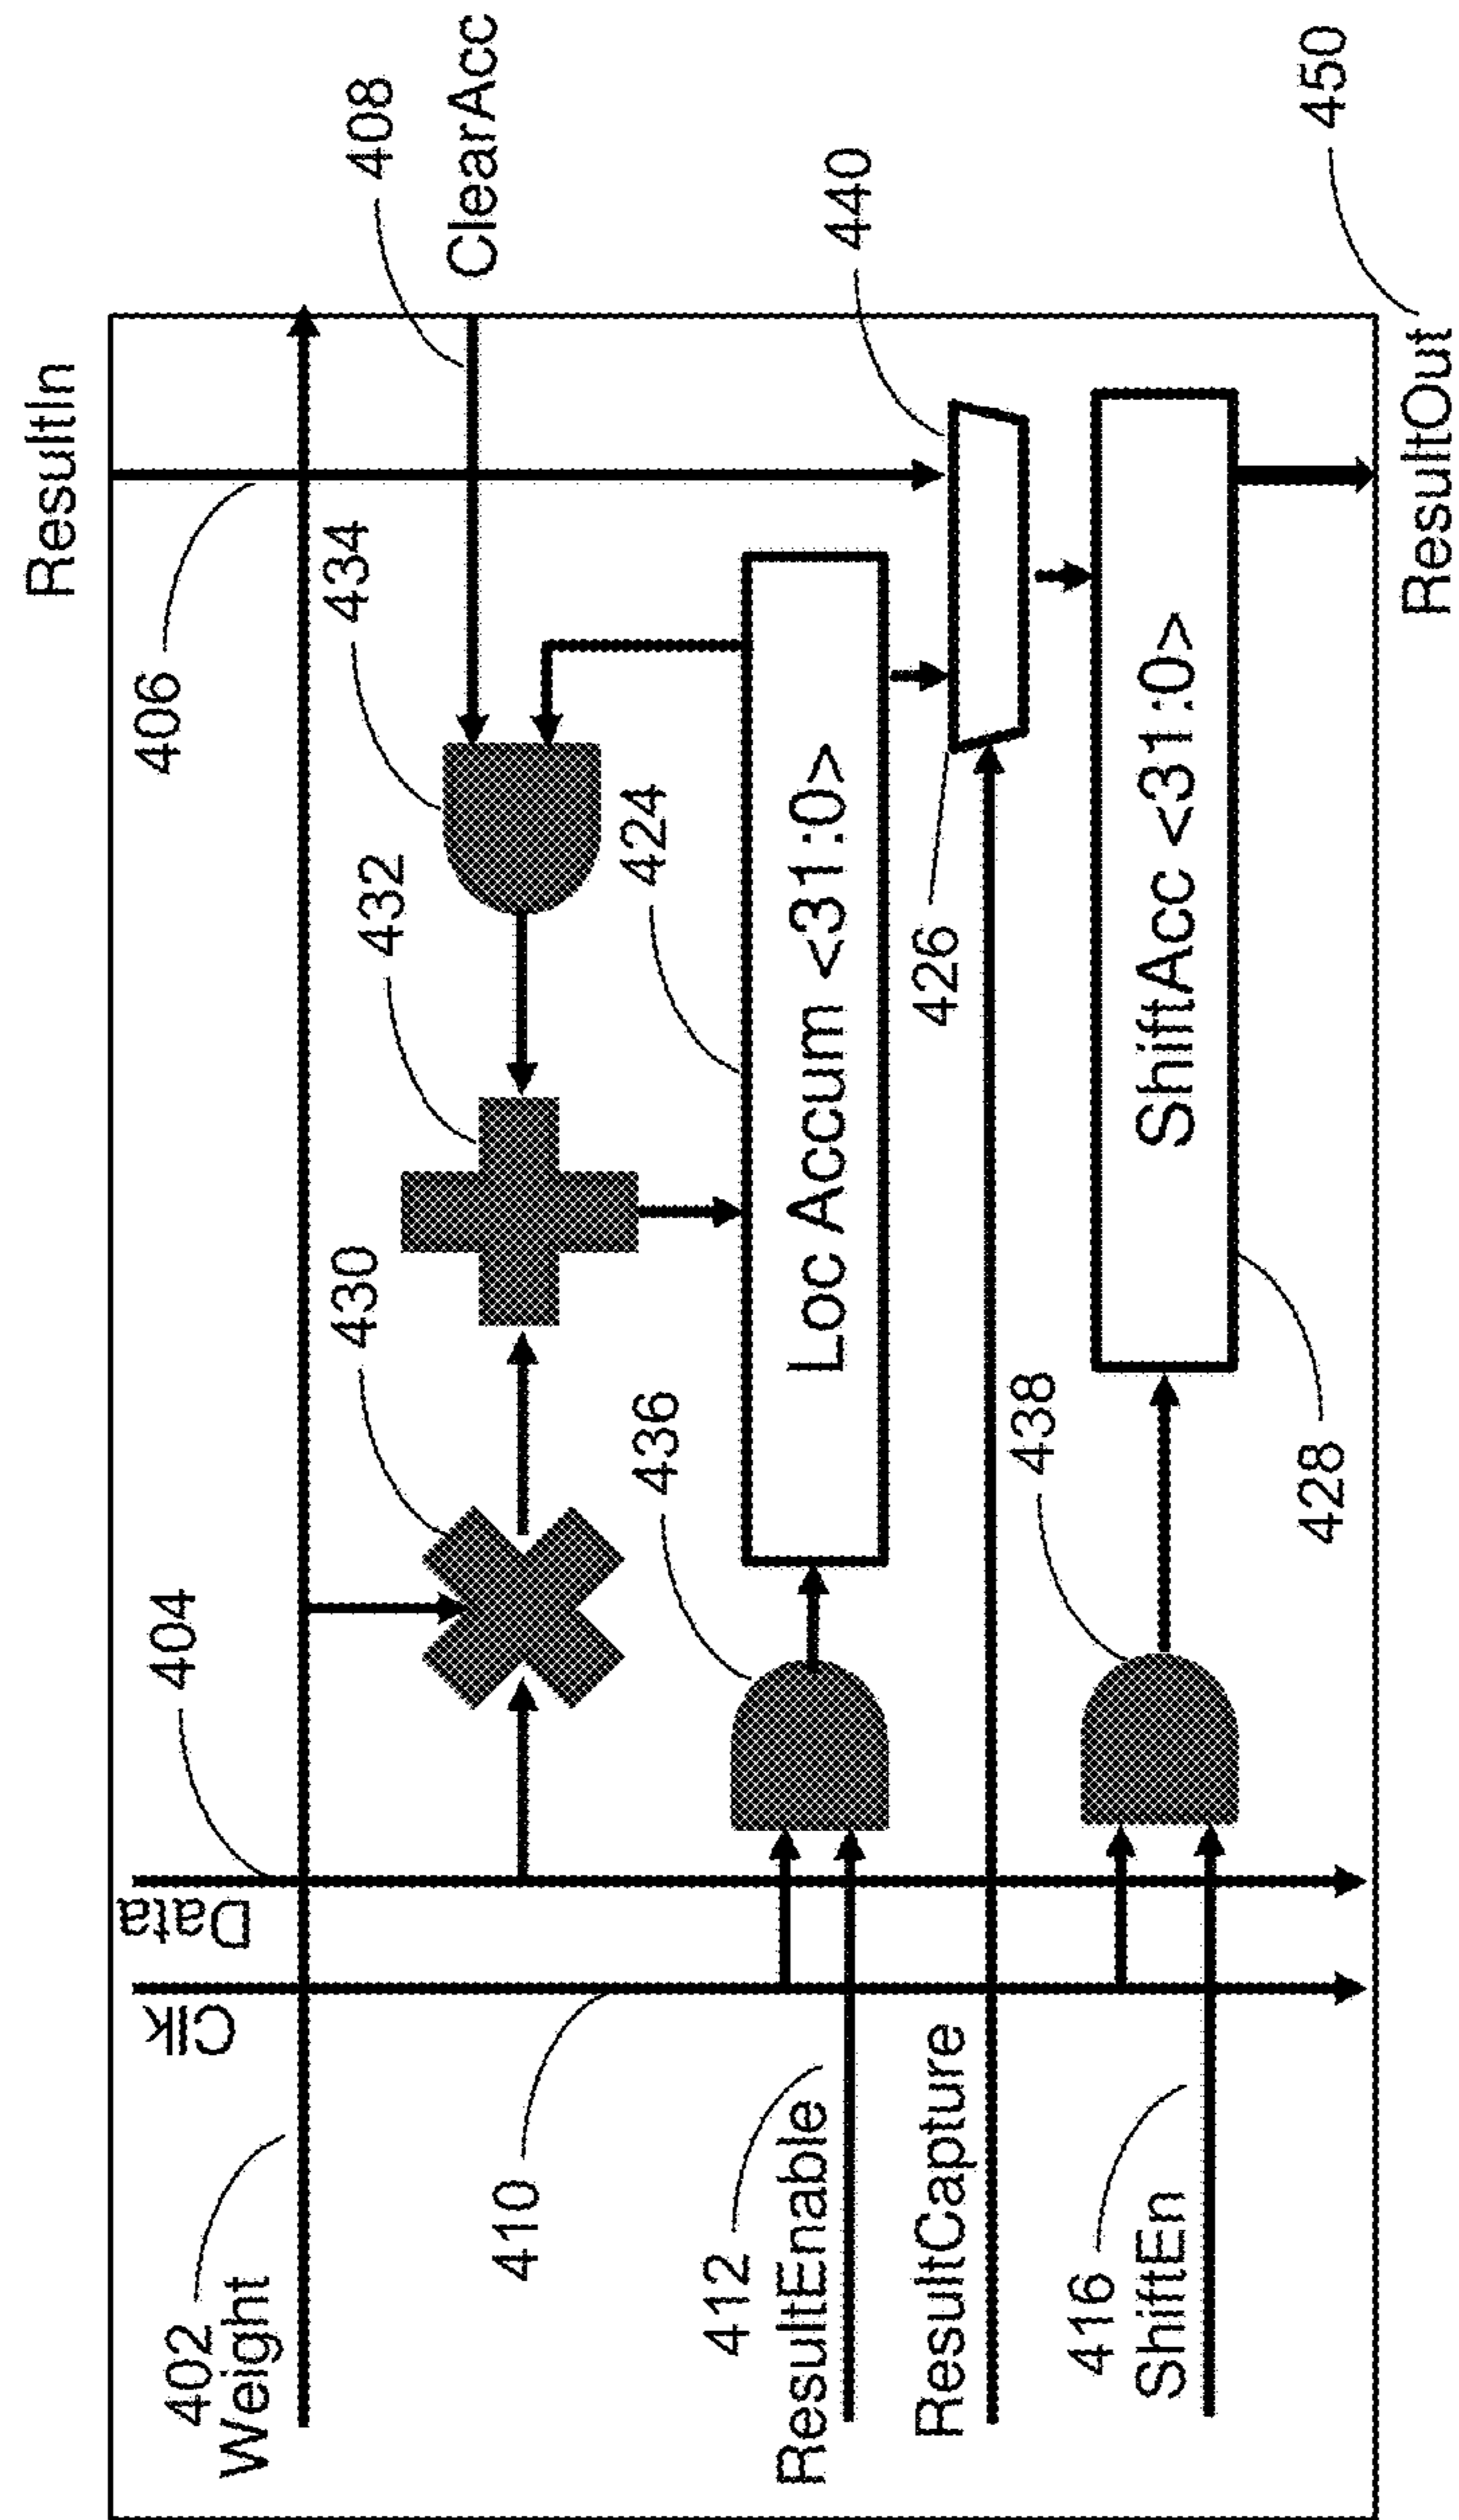 ResultIn
406
408
ClearAcc
434
432
430
404
Data
Clk
402
Weight
410
424
Loc Accum <31:0>
436
412
ResultEnable
440
426
ResultCapture
438
ShiftAcc <31:0>
428
416
ShiftEn
450
ResultOut